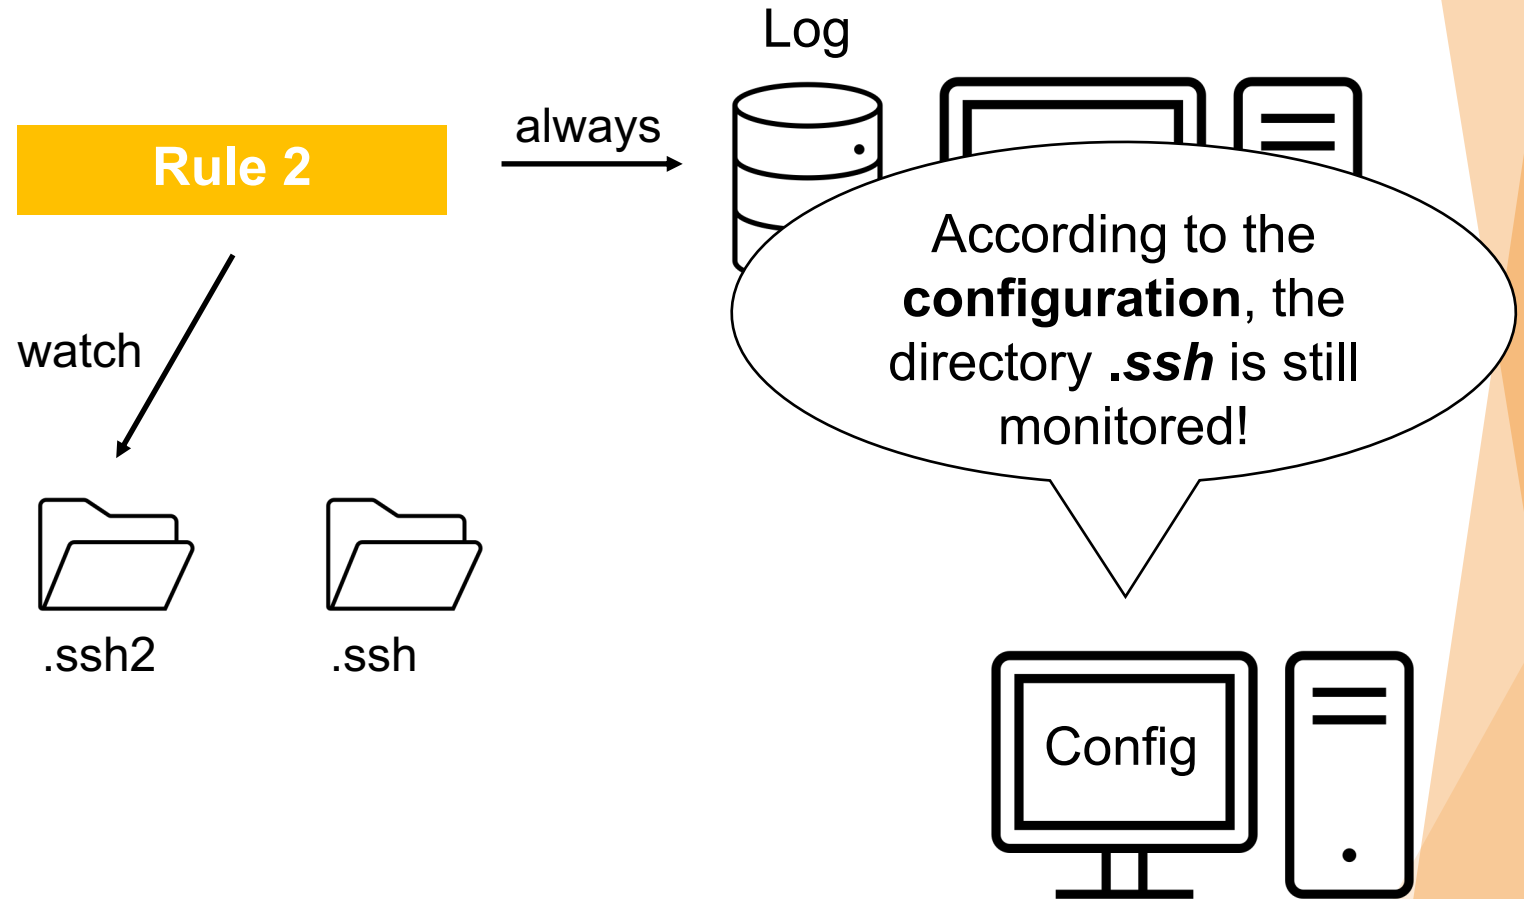 Log
always
Rule 2
According to the
configuration, the
directory .ssh is still
monitored!
watch
.ssh2
.ssh
Config